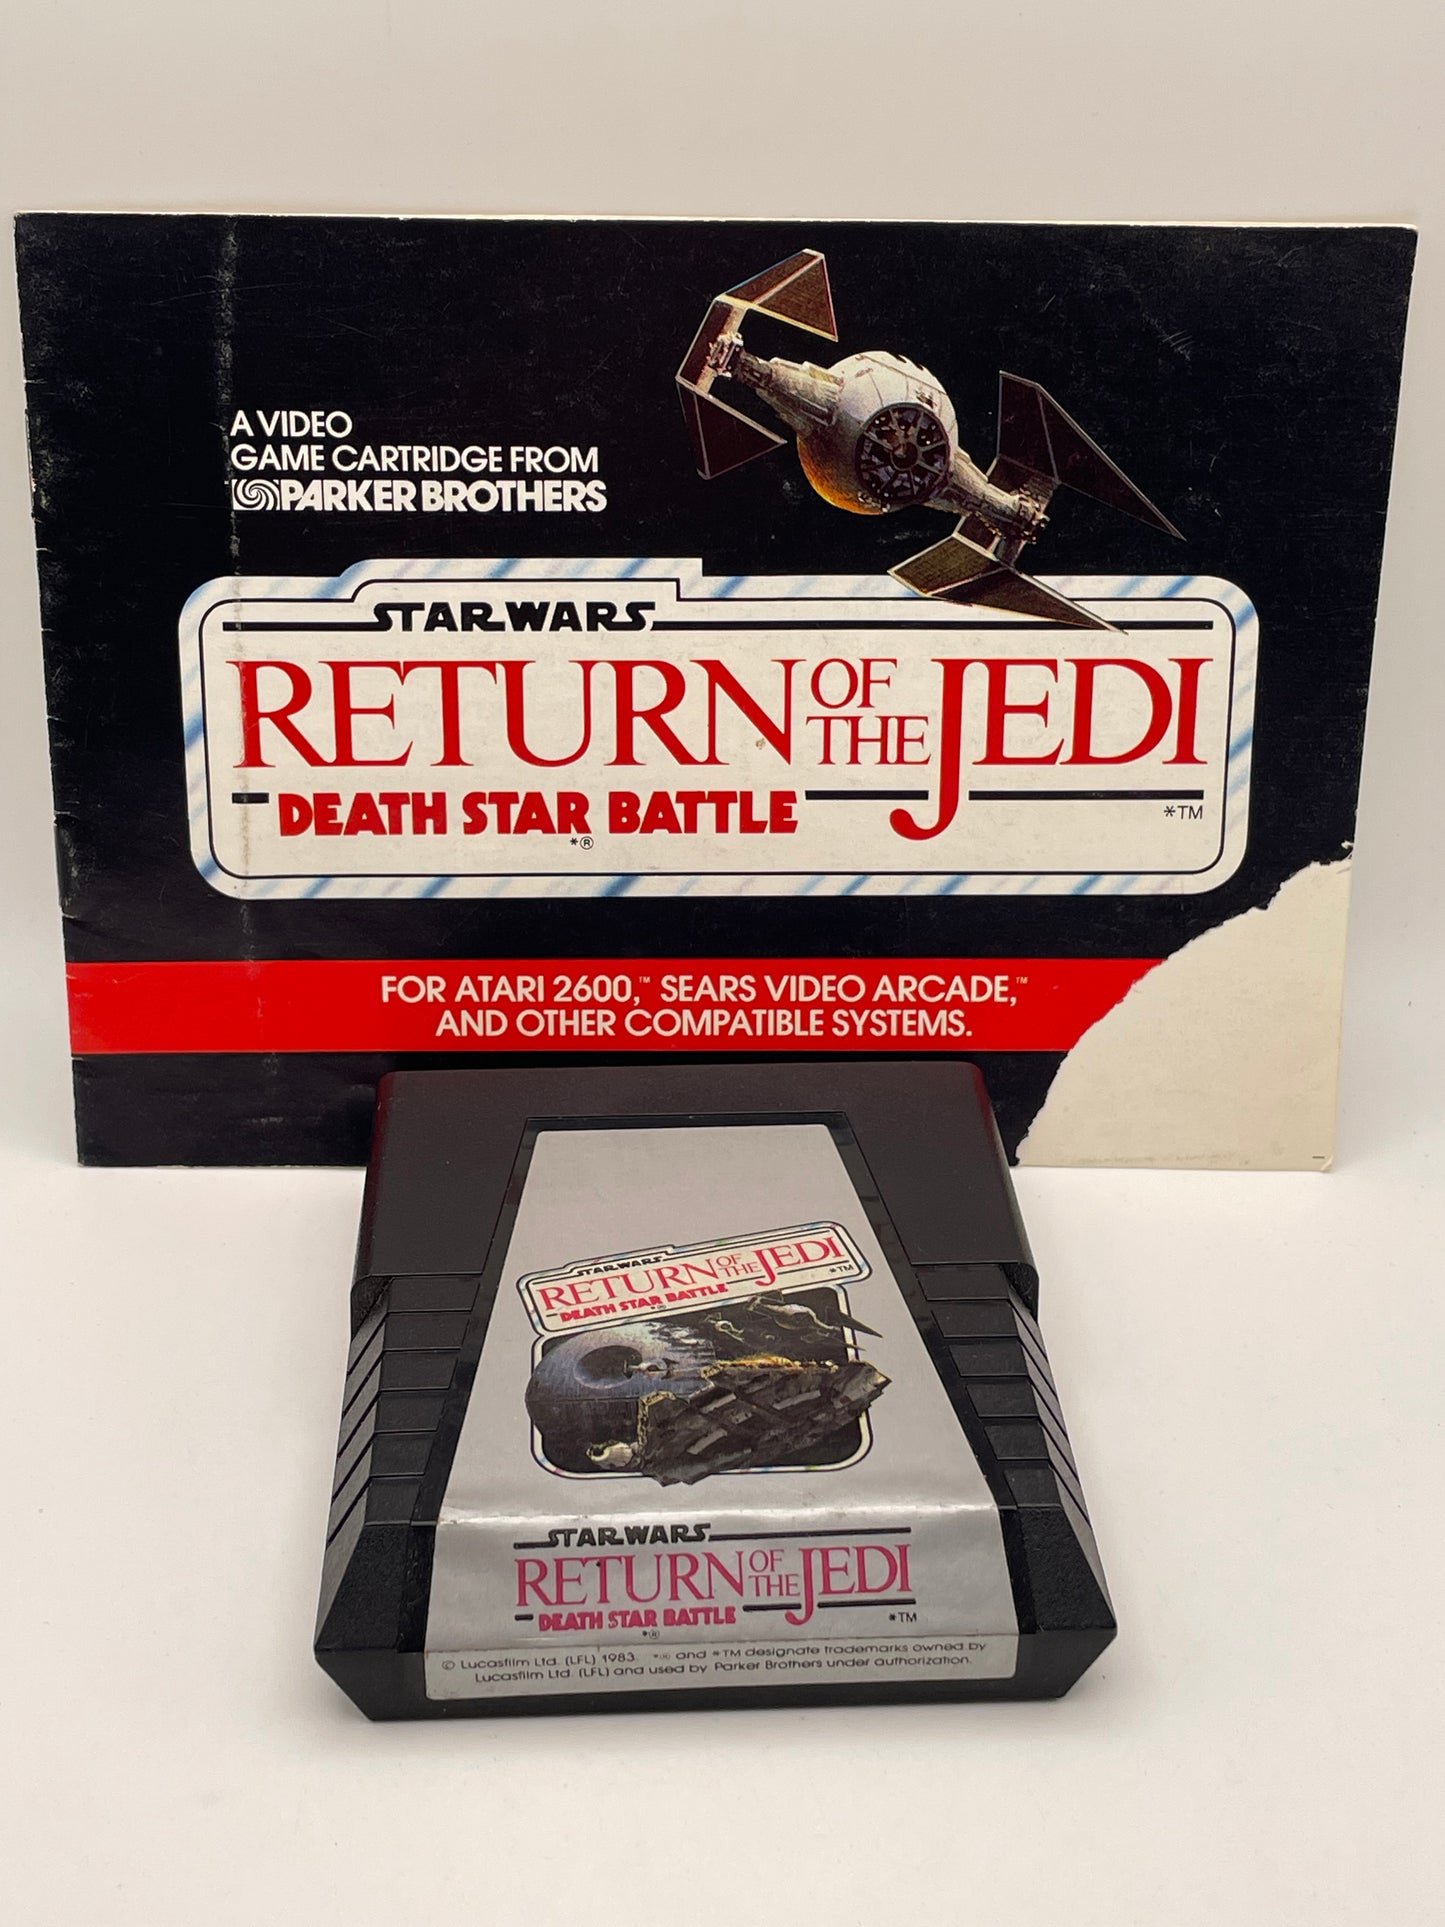 A VIDEO
GAME CARTRIDGE FROM
PARKER BROTHERS
STAR WARS
RETURN OF THE JEDI
*TM
DEATH STAR BATTLE
*®
FOR ATARI 2600,™ SEARS VIDEO ARCADE,™
AND OTHER COMPATIBLE SYSTEMS.
STAR WARS
RETURN OF THE JEDI
*TM
DEATH STAR BATTLE
*®
STAR WARS
RETURN OF THE JEDI
DEATH STAR BATTLE
*TM
*®
© Lucasfilm Ltd. (LFL) 1983. *® and *TM designate trademarks owned by
Lucasfilm Ltd. (LFL) and used by Parker Brothers under authorization.